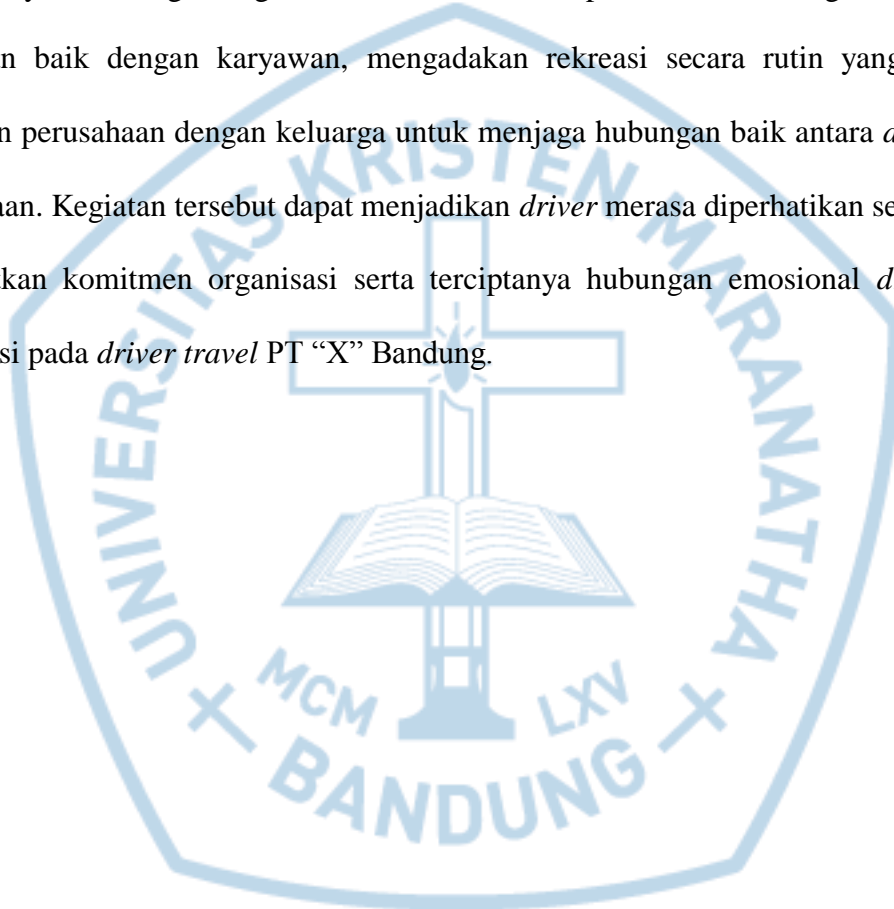 n baik dengan karyawan, mengadakan rekreasi secara rutin yang
n perusahaan dengan keluarga untuk menjaga hubungan baik antara
aan. Kegiatan tersebut dapat menjadikan driver merasa diperhatikan se
kan komitmen organisasi serta terciptanya hubungan emosional d
si pada driver travel PT “X” Bandung.
UNIVERSITAS KRISTEN MARANATHA
MCM LXV
BANDUNG